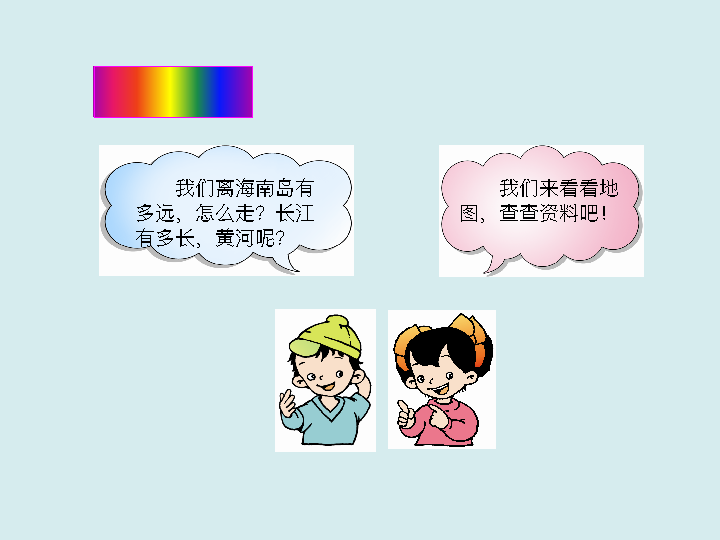 我们离海南岛有
多远，怎么走？长江
有多长，黄河呢？
我们来看看地
图，查查资料吧！